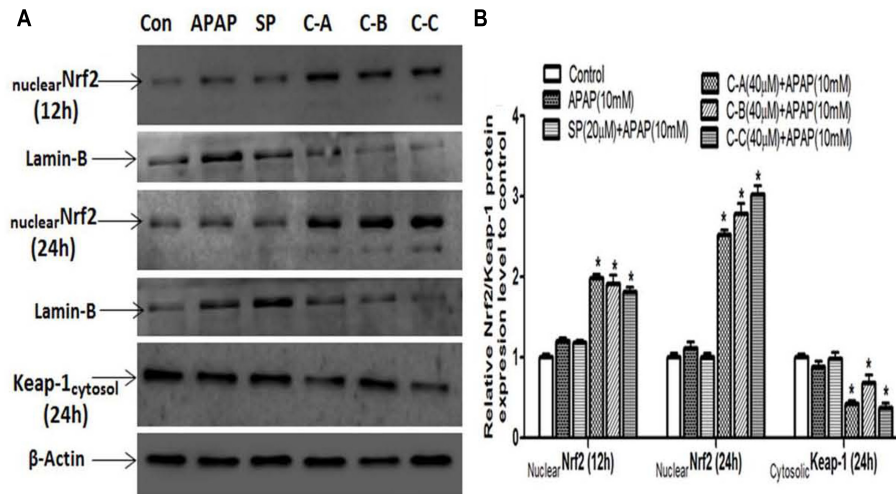 A
Con APAP SP C-A C-B C-C
nuclearNrf2
(12h)
Lamin-B
nuclearNrf2
(24h)
Lamin-B
Keap-1cytosol
(24h)
β-Actin
B
Control
APAP(10mM)
SP(20μM)+APAP(10mM)
C-A(40μM)+APAP(10mM)
C-B(40μM)+APAP(10mM)
C-C(40μM)+APAP(10mM)
Relative Nrf2/Keap-1 protein
expresion level to control
4
3
2
1
0
* * *
* * *
* * *
NuclearNrf2 (12h) NuclearNrf2 (24h) CytosolicKeap-1 (24h)